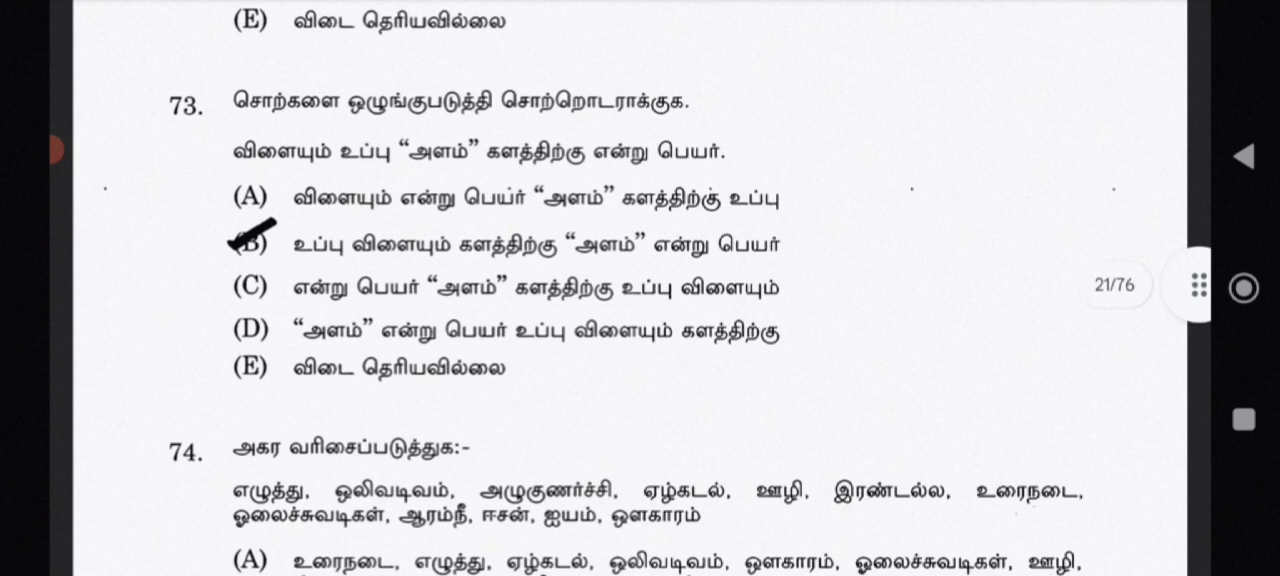 (E) விடை தெரியவில்லை
73. சொற்களை ஒழுங்குபடுத்தி சொற்றொடராக்குக.
விளையும் உப்பு “அளம்” களத்திற்கு என்று பெயர்.
(A) விளையும் என்று பெயர் “அளம்” களத்திற்கு உப்பு
(B) உப்பு விளையும் களத்திற்கு “அளம்” என்று பெயர்
(C) என்று பெயர் “அளம்” களத்திற்கு உப்பு விளையும்
21/76
(D) “அளம்” என்று பெயர் உப்பு விளையும் களத்திற்கு
(E) விடை தெரியவில்லை
74. அகர வரிசைப்படுத்துக:-
எழுத்து, ஒலிவடிவம், அழுகுணர்ச்சி, ஏழ்கடல், ஊழி, இரண்டல்ல, உரைநடை,
ஓலைச்சுவடிகள், ஆரம்நீ, ஈசன், ஐயம், ஔகாரம்
(A) உரைநடை, எழுத்து, ஏழ்கடல், ஒலிவடிவம், ஔகாரம், ஓலைச்சுவடிகள், ஊழி,